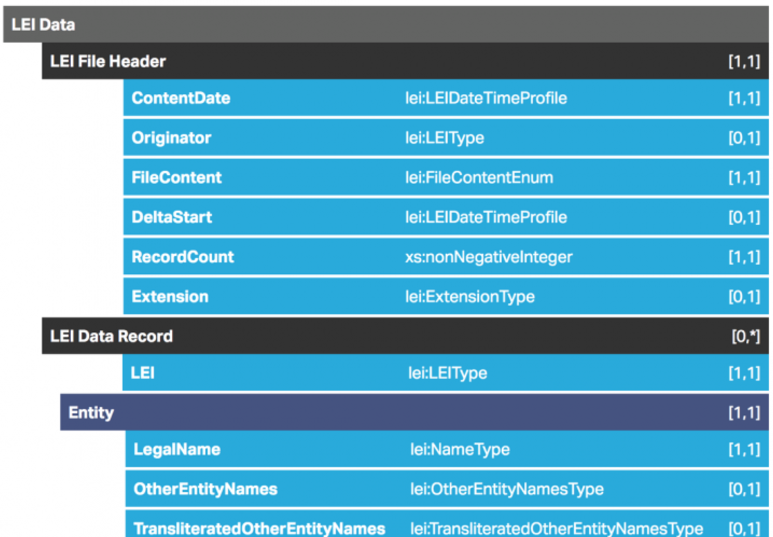 LEI Data
LEI File Header [1,1]
ContentDate lei:LEIDateTimeProfile [1,1]
Originator lei:LEIType [0,1]
FileContent lei:FileContentEnum [1,1]
DeltaStart lei:LEIDateTimeProfile [0,1]
RecordCount xs:nonNegativeInteger [1,1]
Extension lei:ExtensionType [0,1]
LEI Data Record [0,*]
LEI lei:LEIType [1,1]
Entity [1,1]
LegalName lei:NameType [1,1]
OtherEntityNames lei:OtherEntityNamesType [0,1]
TransliteratedOtherEntityNames lei:TransliteratedOtherEntityNamesType [0,1]